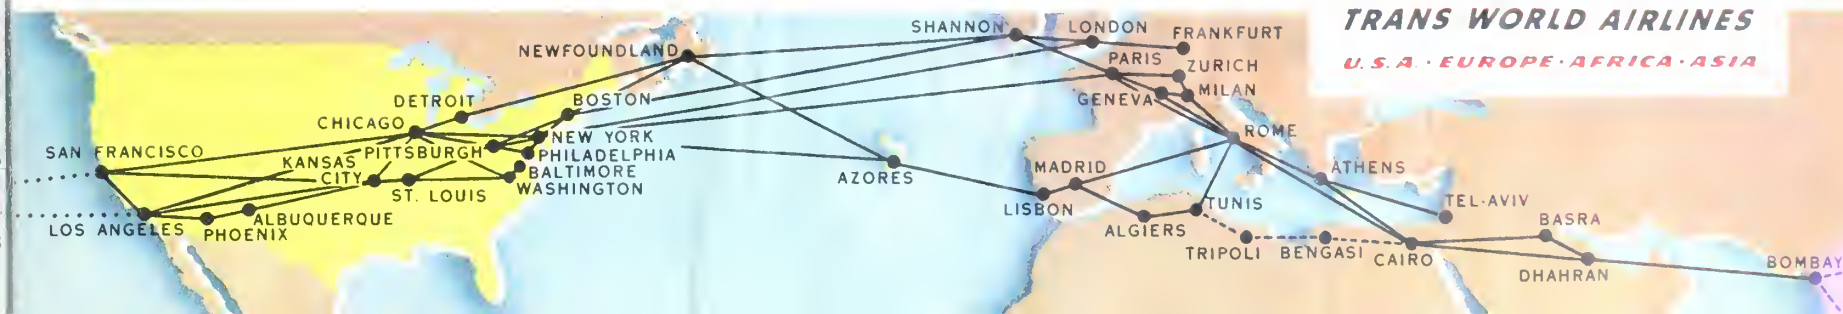 TRANS WORLD AIRLINES
U.S.A. · EUROPE · AFRICA · ASIA
SHANNON
LONDON
FRANKFURT
NEWFOUNDLAND
PARIS
ZURICH
GENEVA
MILAN
DETROIT
BOSTON
CHICAGO
NEW YORK
ROME
SAN FRANCISCO
KANSAS
CITY
PITTSBURGH
PHILADELPHIA
BALTIMORE
WASHINGTON
ST. LOUIS
AZORES
MADRID
ATHENS
LISBON
TUNIS
TEL-AVIV
LOS ANGELES
PHOENIX
ALBUQUERQUE
ALGIERS
TRIPOLI
BENGASI
CAIRO
BASRA
DHAHRAN
BOMBAY